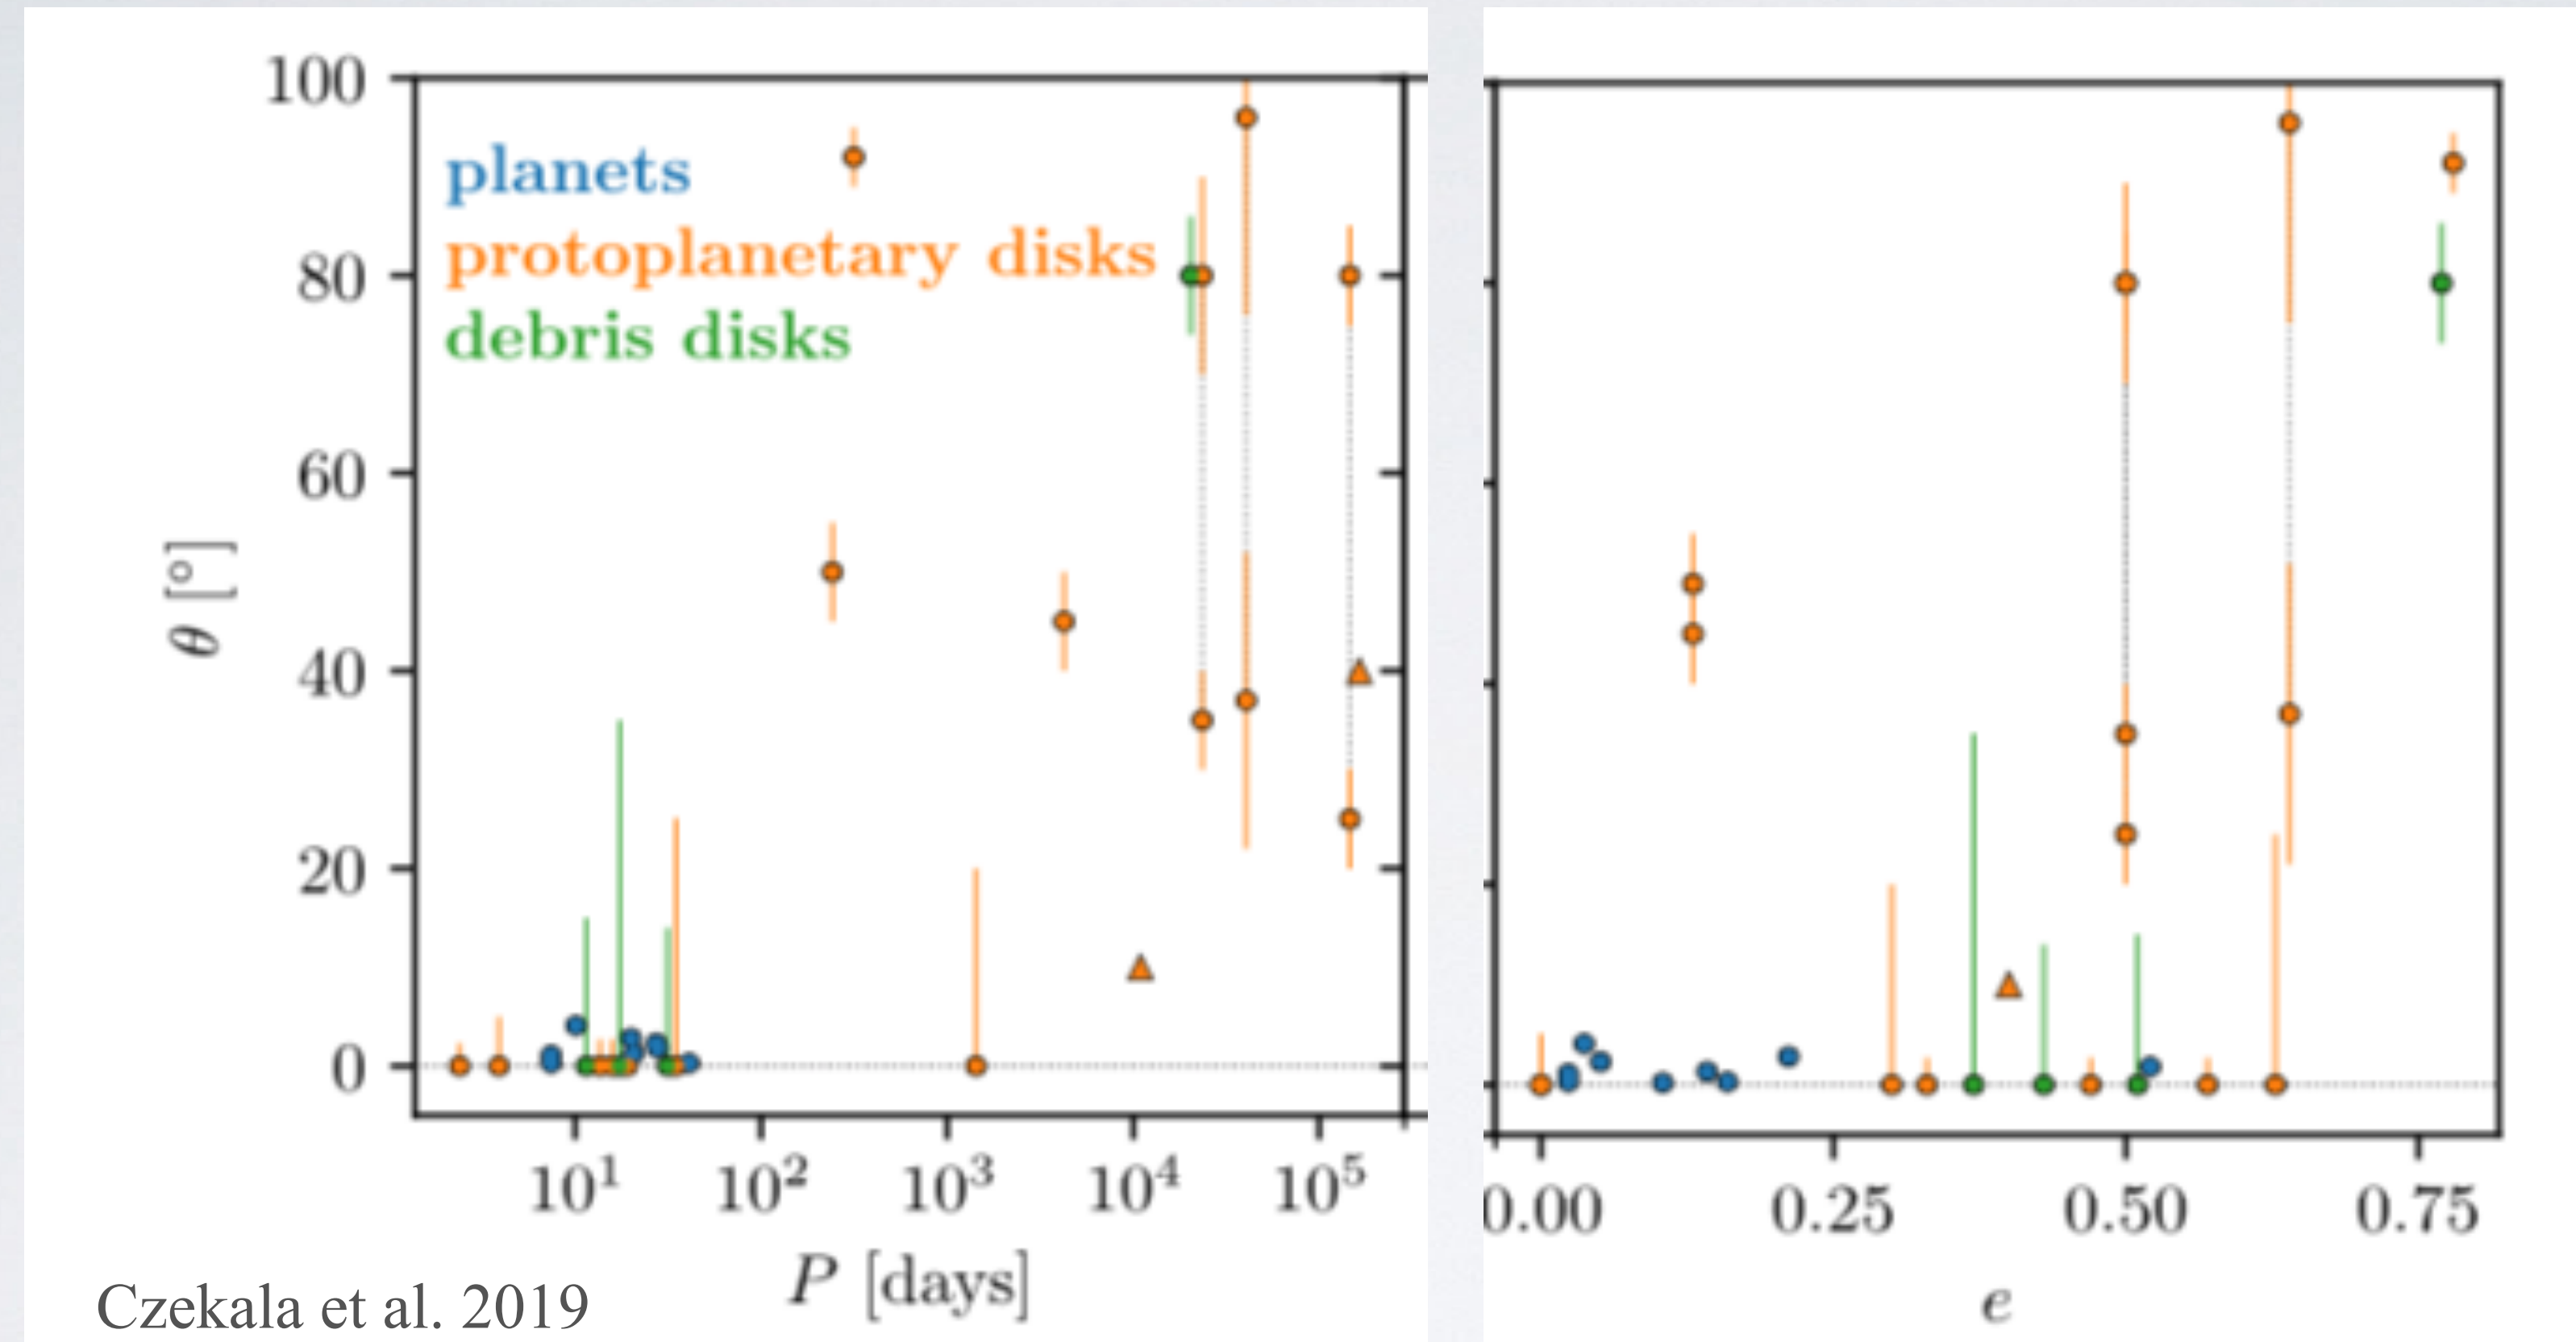 100
80
60
40
20
0
θ [°]
planets
protoplanetary disks
debris disks
10¹ 10² 10³ 10⁴ 10⁵
P [days]
0.00 0.25 0.50 0.75
e
Czekala et al. 2019